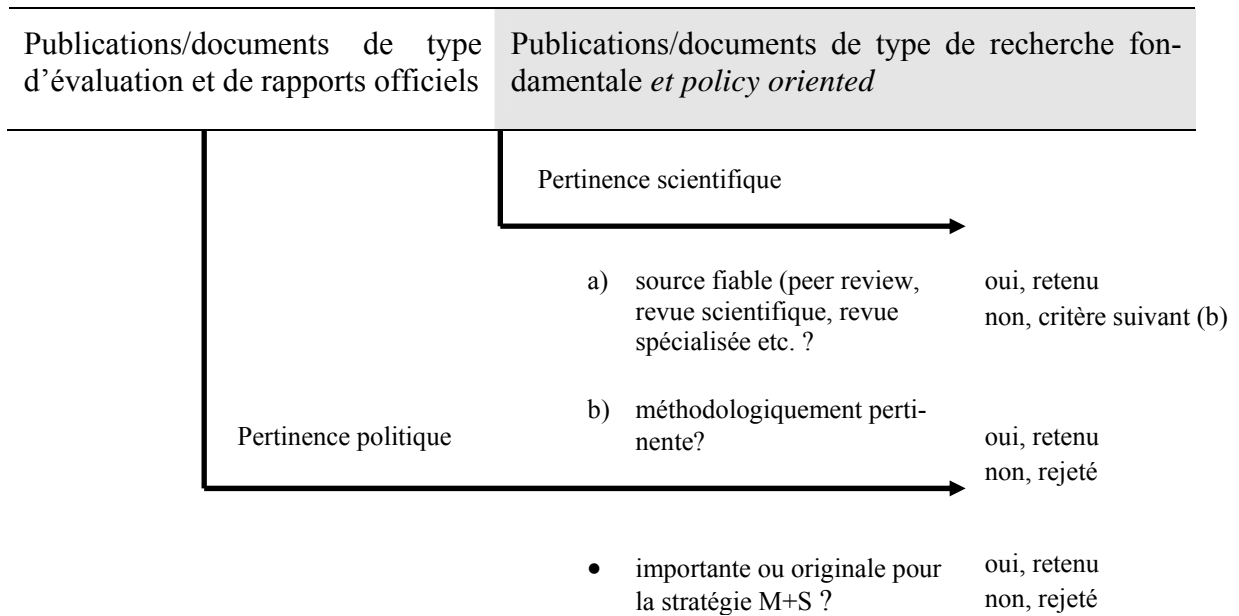 Publications/documents de type
d'évaluation et de rapports officiels
Publications/documents de type de recherche fon-
damentale et policy oriented
Pertinence scientifique
a) source fiable (peer review,
revue scientifique, revue
spécialisée etc. ?
oui, retenu
non, critère suivant (b)
b) méthodologiquement perti-
nente?
oui, retenu
non, rejeté
Pertinence politique
• importante ou originale pour
la stratégie M+S ?
oui, retenu
non, rejeté